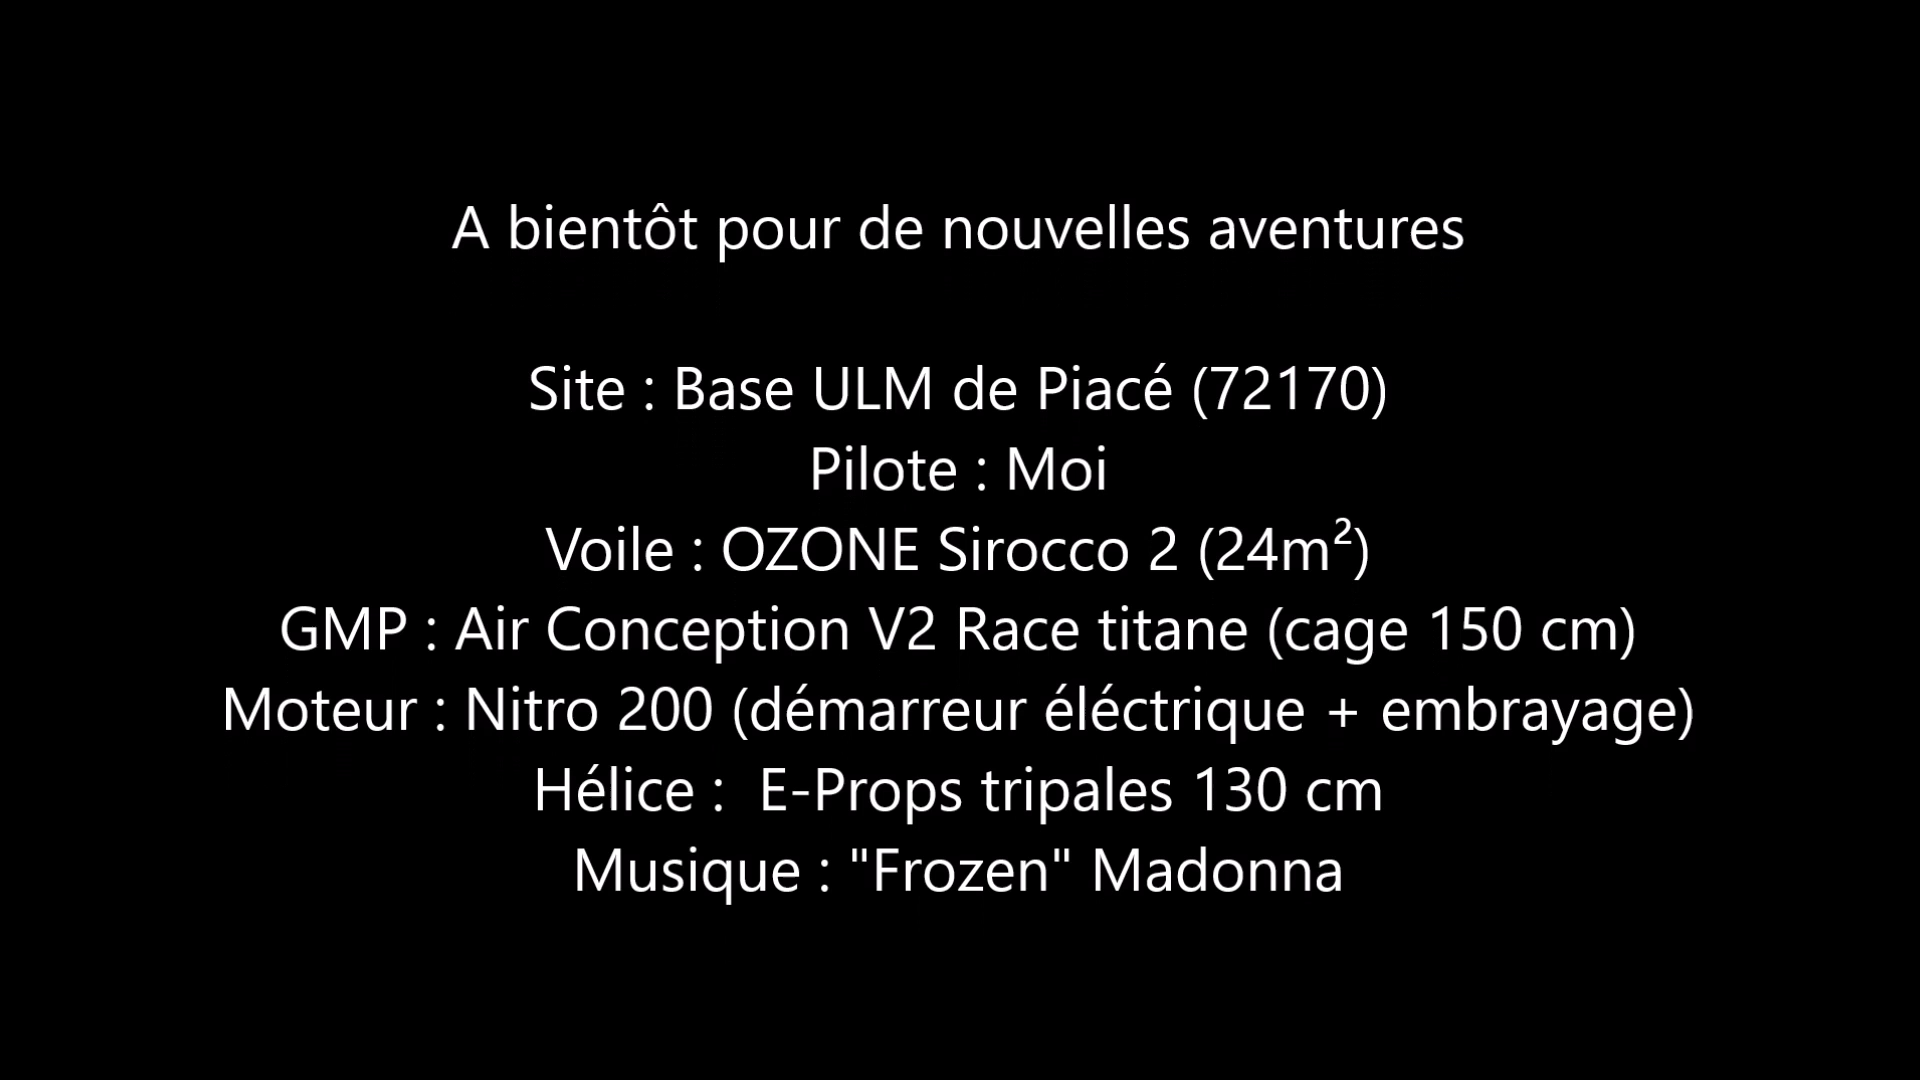 A bientôt pour de nouvelles aventures
Site : Base ULM de Piacé (72170)
Pilote : Moi
Voile : OZONE Sirocco 2 (24m²)
GMP : Air Conception V2 Race titane (cage 150 cm)
Moteur : Nitro 200 (démarreur éléctrique + embrayage)
Hélice :  E-Props tripales 130 cm
Musique : "Frozen" Madonna